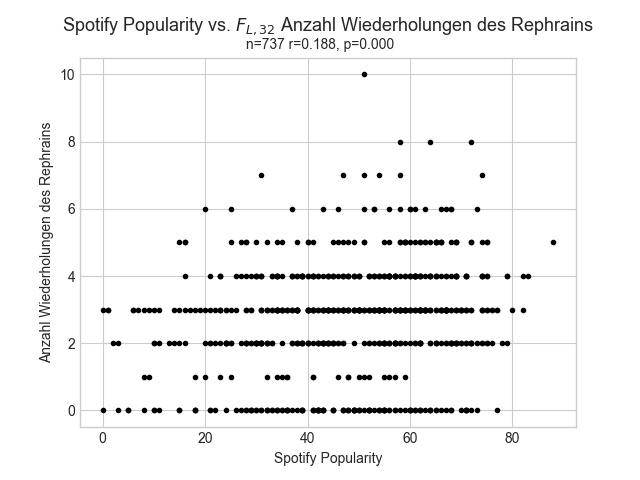 Spotify Popularity vs. F_{L,32} Anzahl Wiederholungen des Rephrains
n=737 r=0.188, p=0.000
Anzahl Wiederholungen des Rephrains
10
8
6
4
2
0
0 20 40 60 80
Spotify Popularity